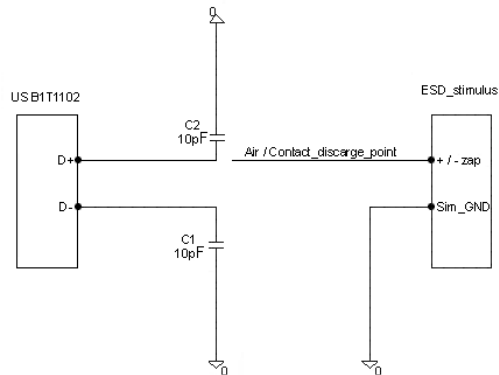 0
USB1T1102
ESD_stimulus
C2
10pF
D+
Air / Contact_discarge_point
+ / - zap
D-
Sim_GND
C1
10pF
0
0